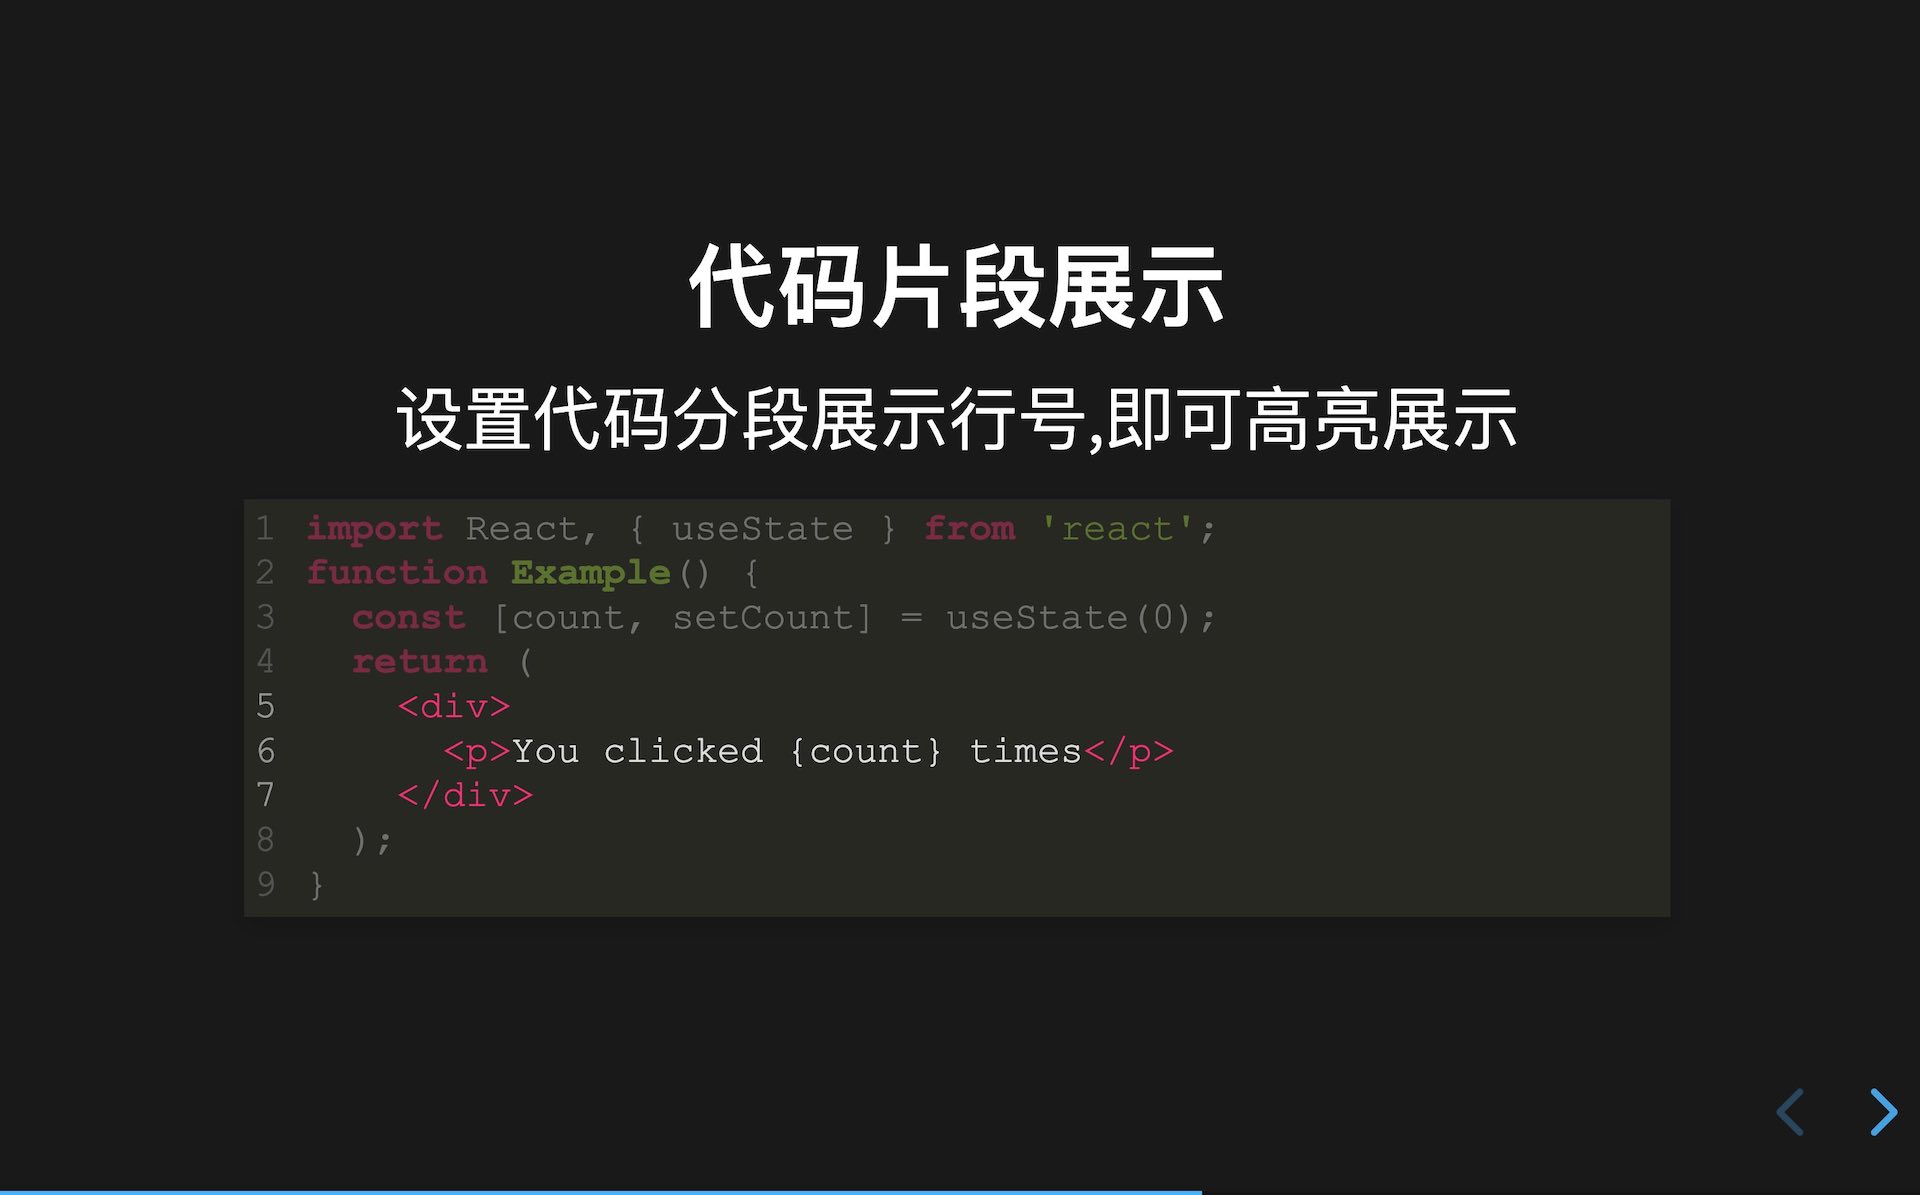 代码片段展示
设置代码分段展示行号,即可高亮展示
1 import React, { useState } from 'react';
2 function Example() {
3   const [count, setCount] = useState(0);
4   return (
5     <div>
6       <p>You clicked {count} times</p>
7     </div>
8   );
9 }